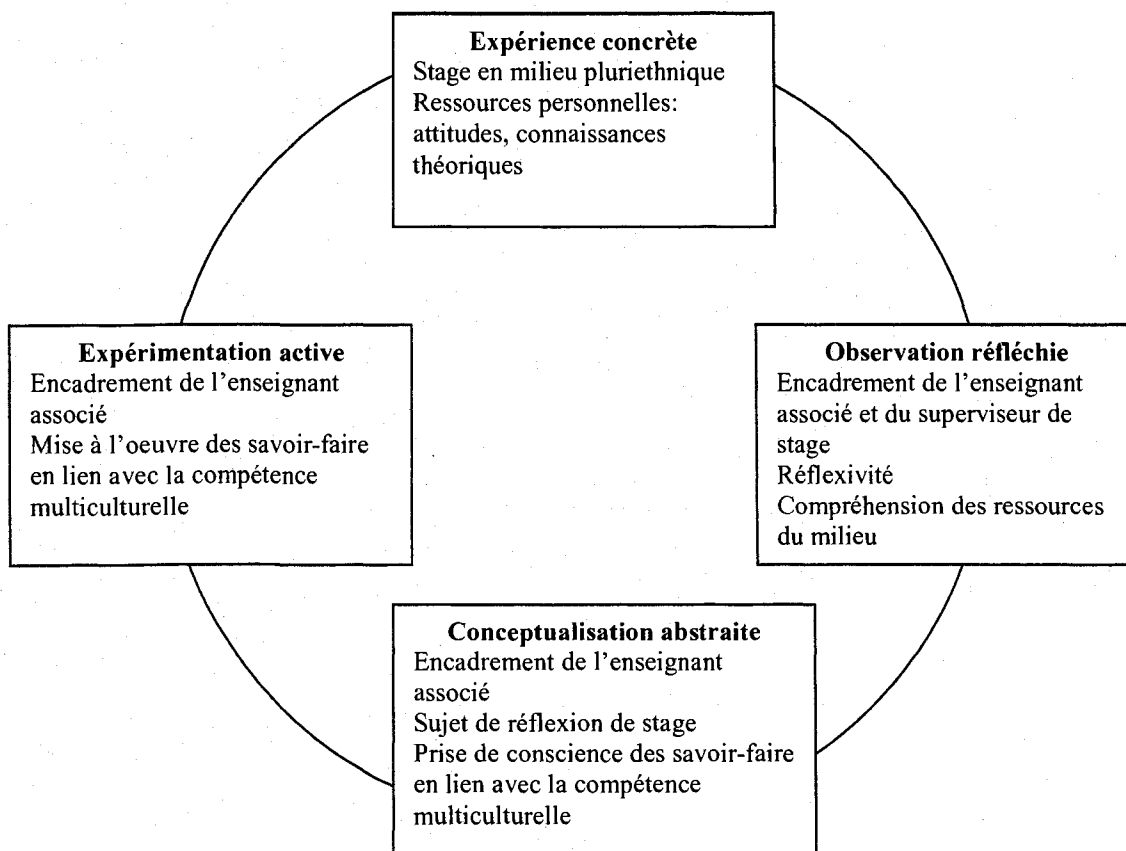 Expérience concrète
Stage en milieu pluriethnique
Ressources personnelles:
attitudes, connaissances
théoriques
Expérimentation active
Encadrement de l'enseignant
associé
Mise à l'oeuvre des savoir-faire
en lien avec la compétence
multiculturelle
Observation réfléchie
Encadrement de l'enseignant
associé et du superviseur de
stage
Réflexivité
Compréhension des ressources
du milieu
Conceptualisation abstraite
Encadrement de l'enseignant
associé
Sujet de réflexion de stage
Prise de conscience des savoir-faire
en lien avec la compétence
multiculturelle